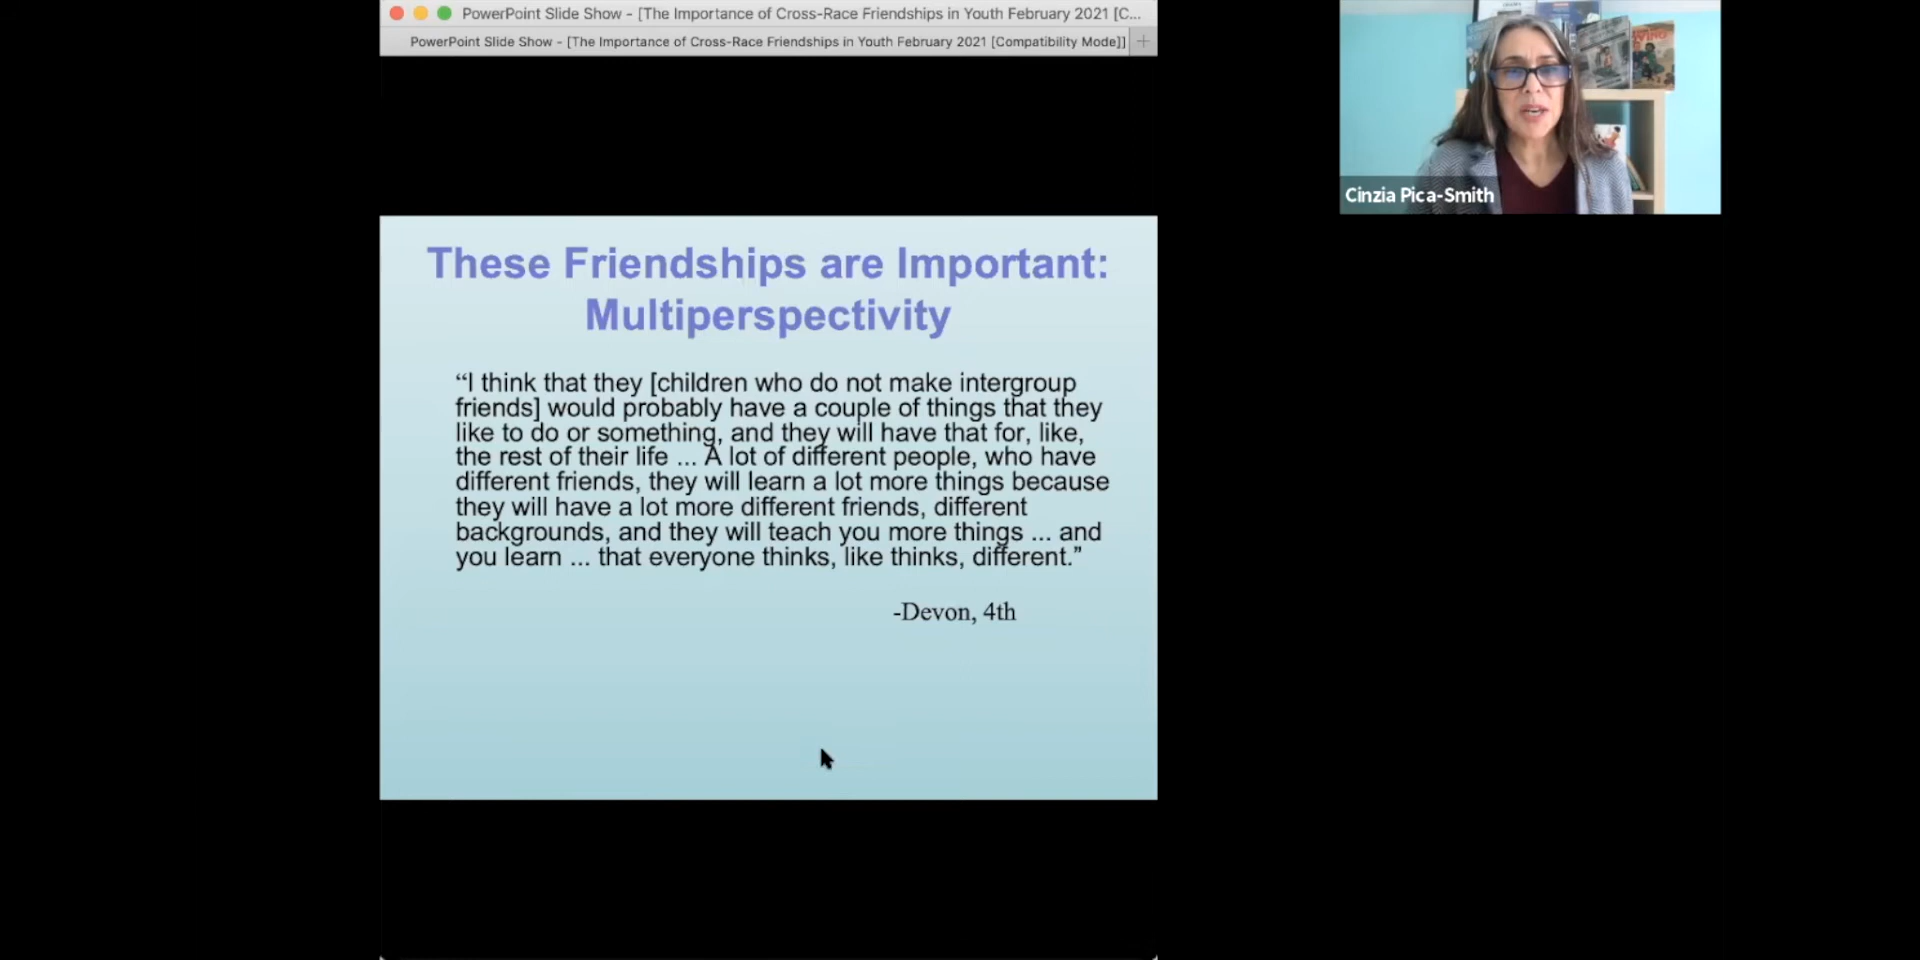 PowerPoint Slide Show - [The Importance of Cross-Race Friendships in Youth February 2021 [C...
PowerPoint Slide Show - [The Importance of Cross-Race Friendships in Youth February 2021 [Compatibility Mode]]
Cinzia Pica-Smith
These Friendships are Important:
Multiperspectivity
“I think that they [children who do not make intergroup
friends] would probably have a couple of things that they
like to do or something, and they will have that for, like,
the rest of their life ... A lot of different people, who have
different friends, they will learn a lot more things because
they will have a lot more different friends, different
backgrounds, and they will teach you more things ... and
you learn ... that everyone thinks, like thinks, different.”
-Devon, 4th